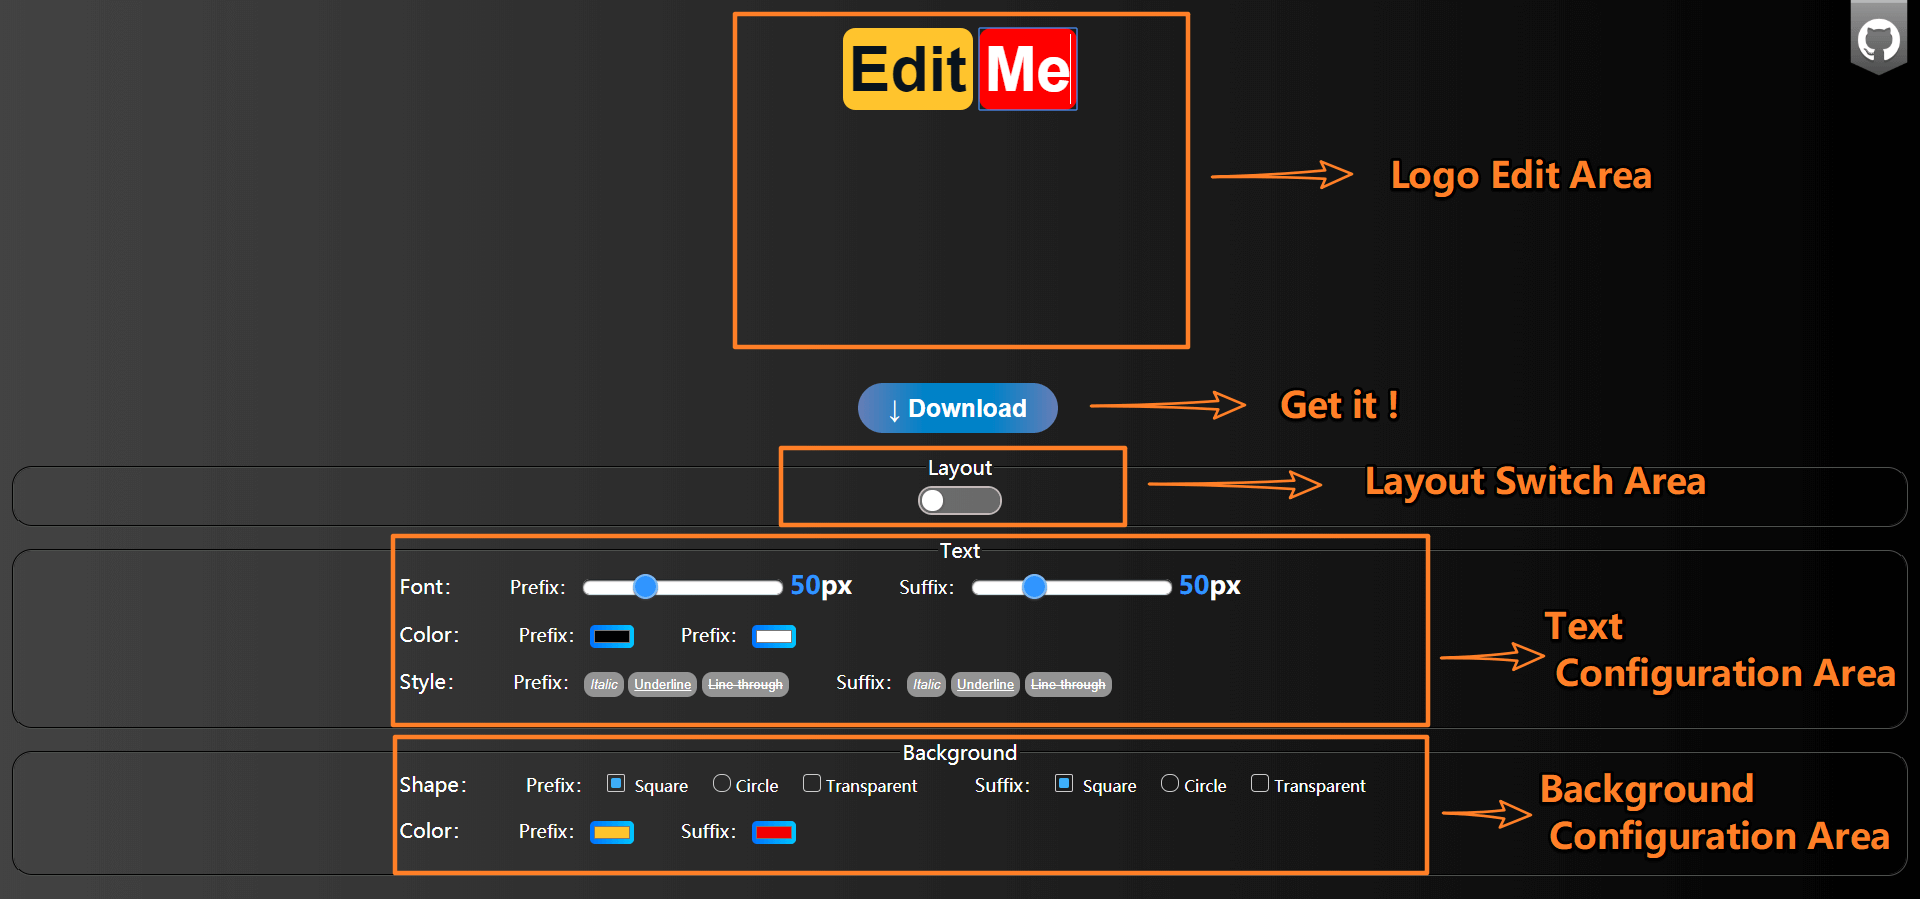 Edit Me
Logo Edit Area
↓ Download
Get it !
Layout
Layout Switch Area
Text
Font: Prefix: 50px Suffix: 50px
Color: Prefix: Prefix:
Style: Prefix: Italic Underline Line-through Suffix: Italic Underline Line-through
Text
Configuration Area
Background
Shape: Prefix: Square Circle Transparent Suffix: Square Circle Transparent
Color: Prefix: Suffix:
Background
Configuration Area